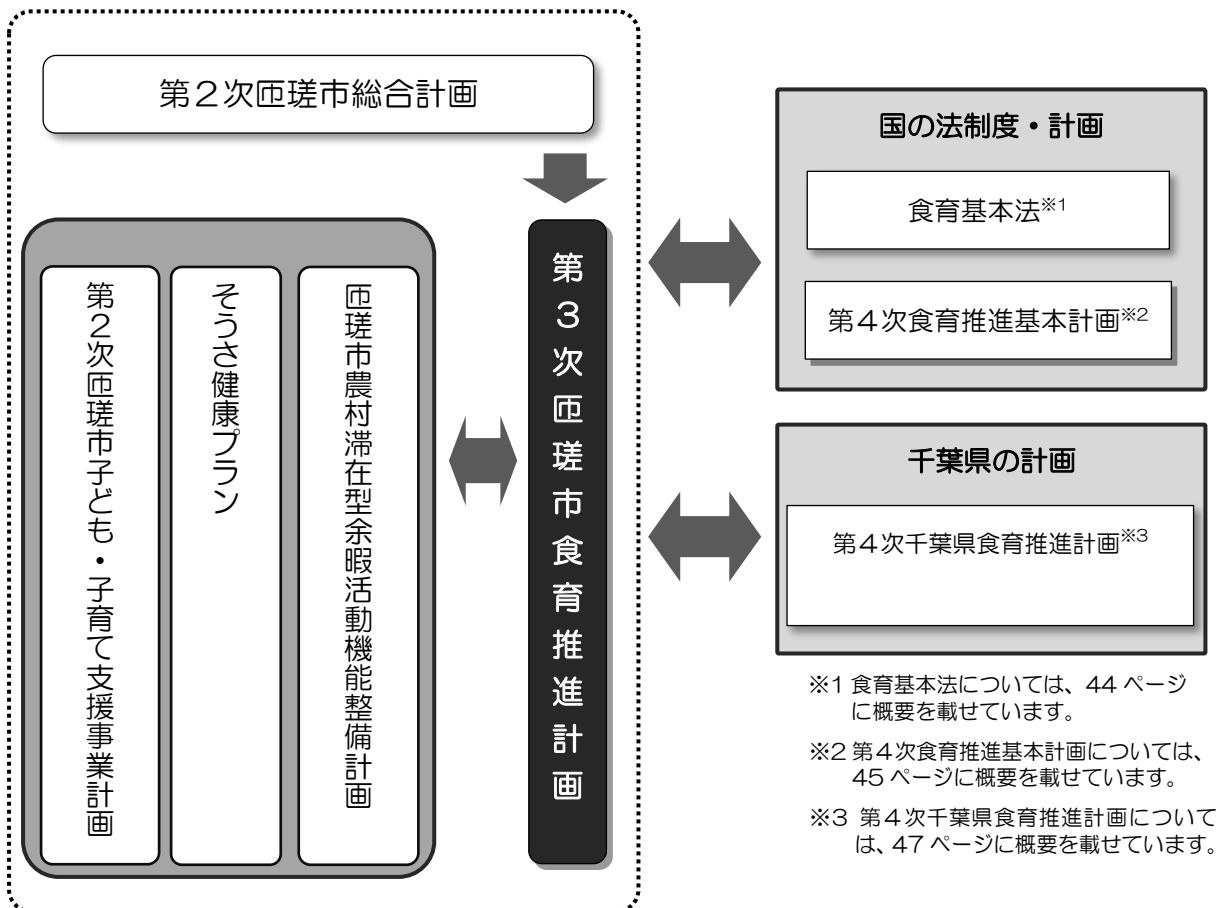 第２次匝瑳市総合計画
第２次匝瑳市子ども・子育て支援事業計画
そうさ健康プラン
匝瑳市農村滞在型余暇活動機能整備計画
第３次匝瑳市食育推進計画
国の法制度・計画
食育基本法※1
第４次食育推進基本計画※2
千葉県の計画
第４次千葉県食育推進計画※3
※1 食育基本法については、44 ページ
に概要を載せています。
※2 第４次食育推進基本計画については、
45 ページに概要を載せています。
※3 第４次千葉県食育推進計画について
は、47 ページに概要を載せています。